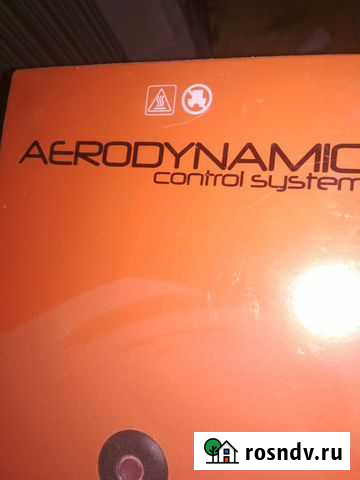 AERODYNAMIC
control system
rosndv.ru